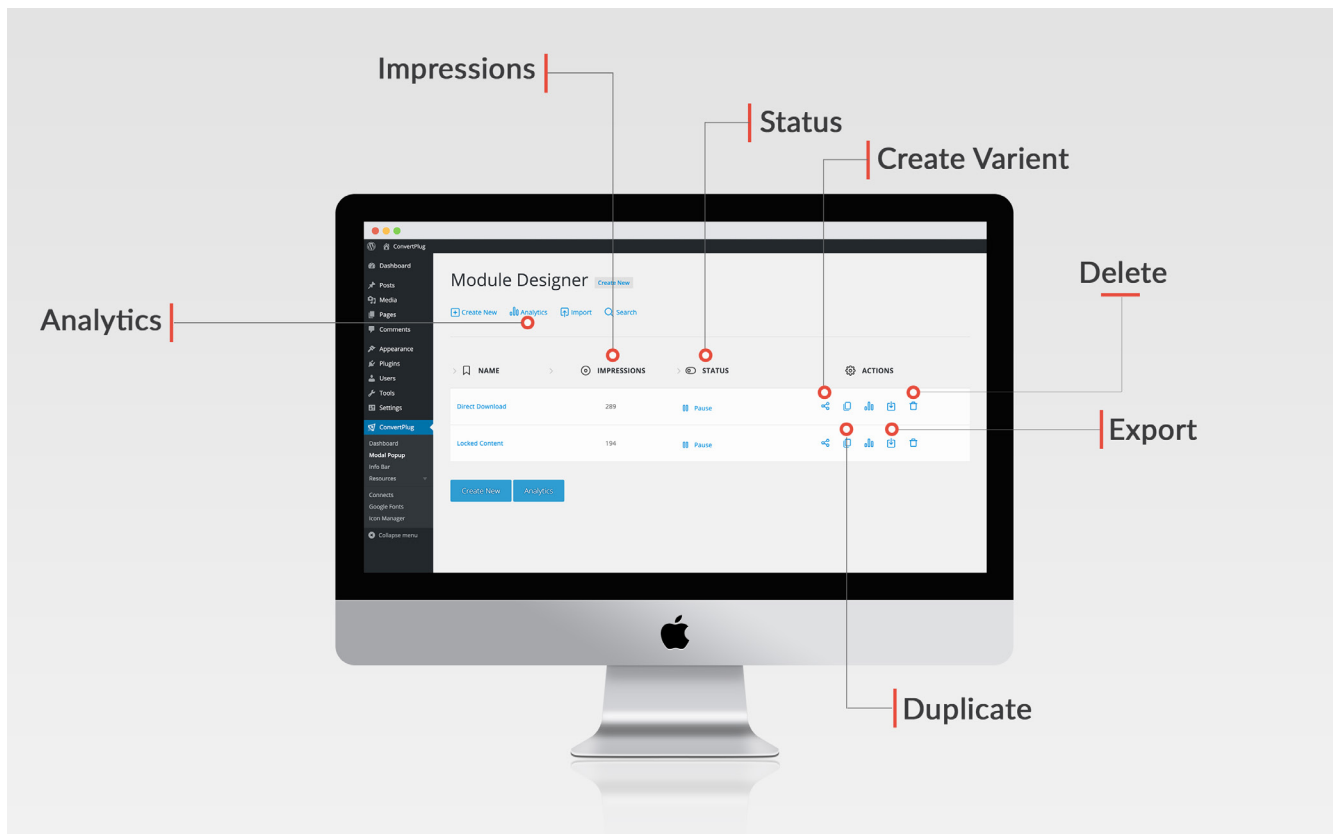 Impressions
Status
Create Varient
Delete
Analytics
Export
Duplicate
ConvertPlug
Dashboard
Posts
Media
Pages
Comments
Appearance
Plugins
Users
Tools
Settings
ConvertPlug
Dashboard
Modal Popup
Info Bar
Resources
Connects
Google Fonts
Icon Manager
Collapse menu
Module Designer Create New
Create New Analytics Import Search
NAME IMPRESSIONS STATUS ACTIONS
Direct Download 289 Pause
Locked Content 194 Pause
Create New Analytics